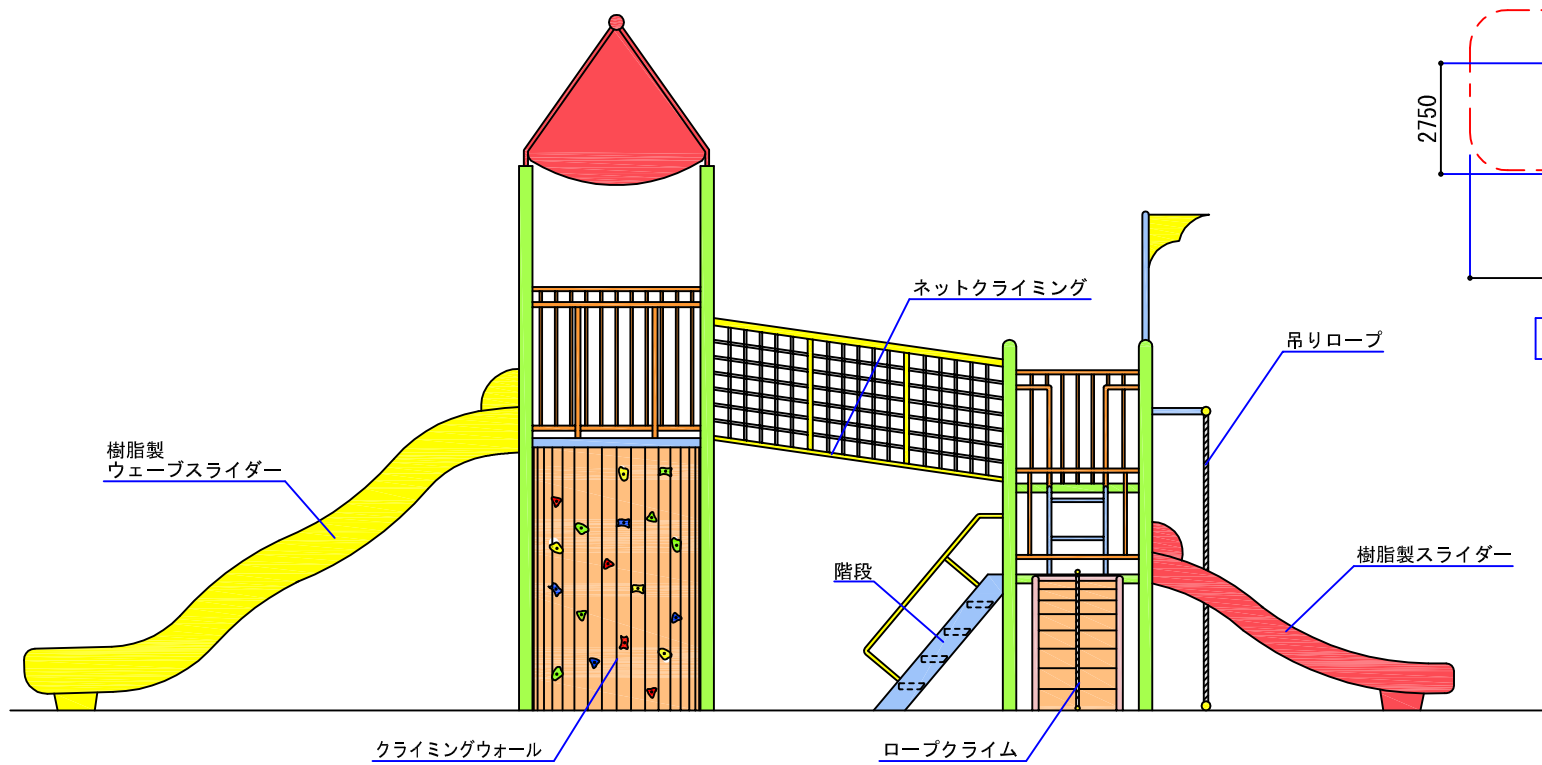 2750
ネットクライミング
吊りロープ
樹脂製
ウェーブスライダー
樹脂製スライダー
階段
クライミングウォール
ロープクライム